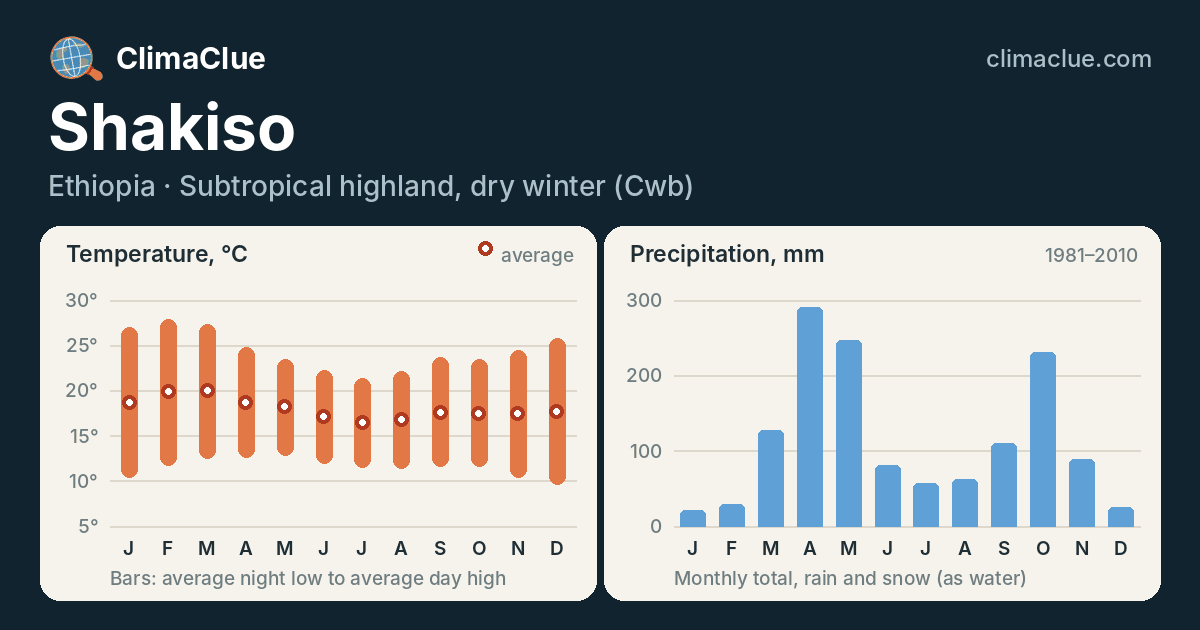 ClimaClue
climaclue.com
Shakiso
Ethiopia · Subtropical highland, dry winter (Cwb)
Temperature, °C
average
30°
25°
20°
15°
10°
5°
J F M A M J J A S O N D
Bars: average night low to average day high
Precipitation, mm
1981–2010
300
200
100
0
J F M A M J J A S O N D
Monthly total, rain and snow (as water)